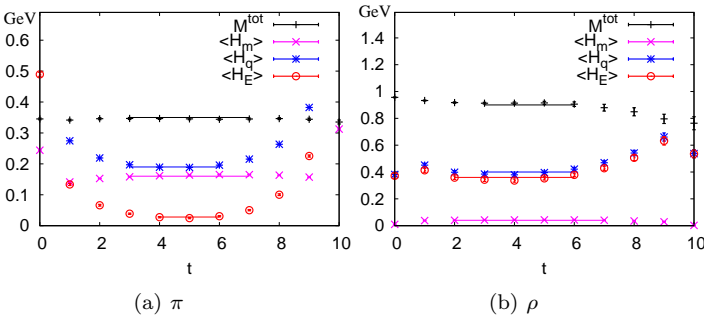 GeV
0.6
0.5
0.4
0.3
0.2
0.1
0
0 2 4 6 8 10
t
M^tot
<H_m>
<H_q>
<H_E>
(a) π
GeV
1.4
1.2
1
0.8
0.6
0.4
0.2
0
0 2 4 6 8 10
t
M^tot
<H_m>
<H_q>
<H_E>
(b) ρ